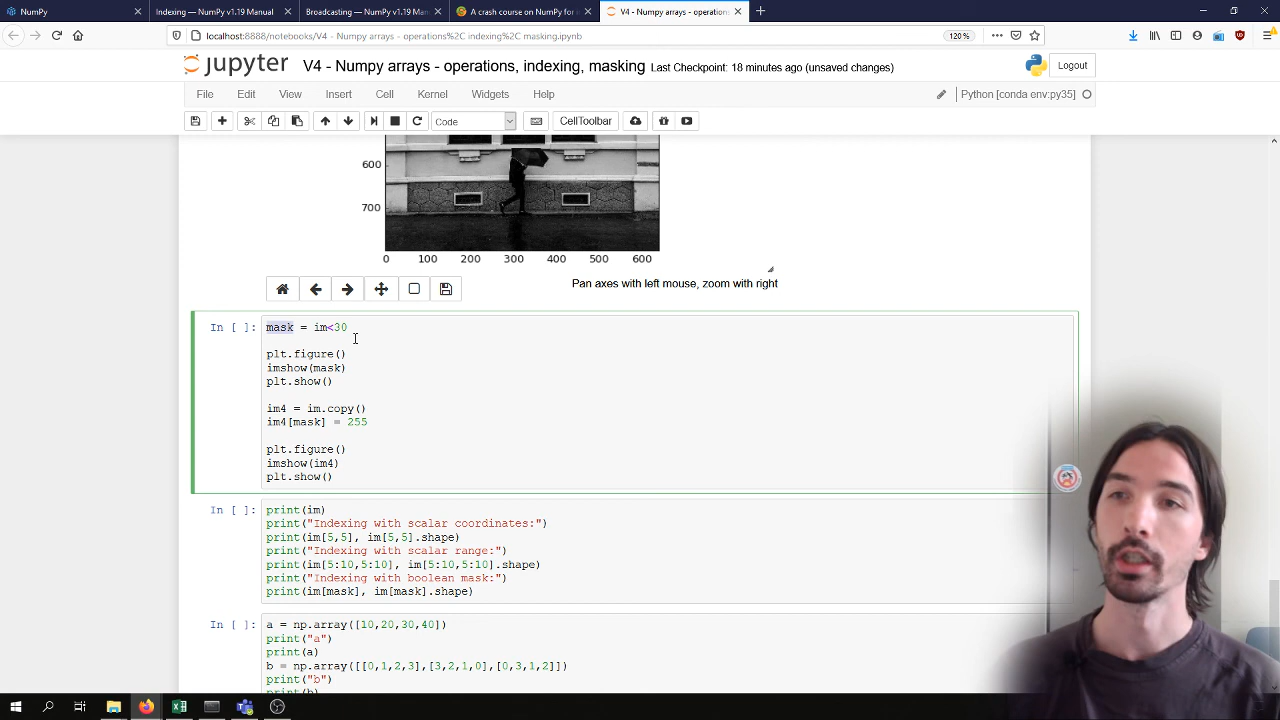 NumPy
Indexing — NumPy v1.19 Manual
Broadcasting — NumPy v1.19 Man
A crash course on NumPy for i
V4 - Numpy arrays - operation
localhost:8888/notebooks/V4 - Numpy arrays - operations%2C indexing%2C masking.ipynb
120%
jupyter V4 - Numpy arrays - operations, indexing, masking Last Checkpoint: 18 minutes ago (unsaved changes)
Logout
File Edit View Insert Cell Kernel Widgets Help
Python [conda env:py35]
Code
CellToolbar
600
700
0 100 200 300 400 500 600
Pan axes with left mouse, zoom with right
In [ ]: mask = im<30
plt.figure()
imshow(mask)
plt.show()
im4 = im.copy()
im4[mask] = 255
plt.figure()
imshow(im4)
plt.show()
In [ ]: print(im)
print("Indexing with scalar coordinates:")
print(im[5,5], im[5,5].shape)
print("Indexing with scalar range:")
print(im[5:10,5:10], im[5:10,5:10].shape)
print("Indexing with boolean mask:")
print(im[mask], im[mask].shape)
In [ ]: a = np.array([10,20,30,40])
print("a")
print(a)
b = np.array([[0,1,2,3],[3,2,1,0],[0,3,1,2]])
print("b")
print(b)